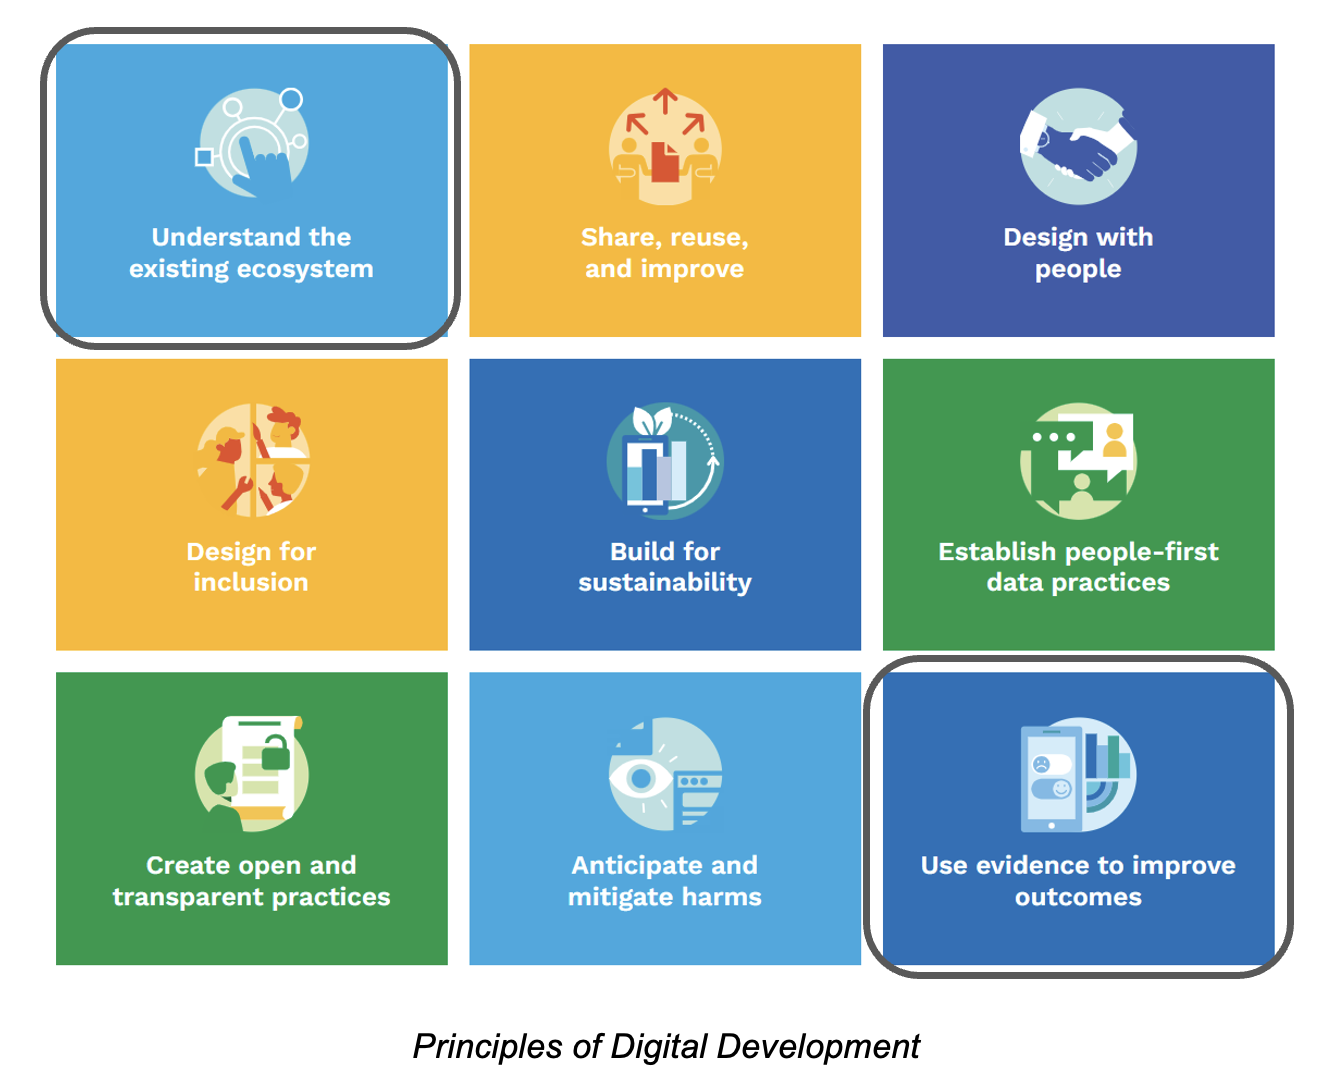 Understand the
existing ecosystem
Share, reuse,
and improve
Design with
people
Design for
inclusion
Build for
sustainability
Establish people-first
data practices
Create open and
transparent practices
Anticipate and
mitigate harms
Use evidence to improve
outcomes
Principles of Digital Development